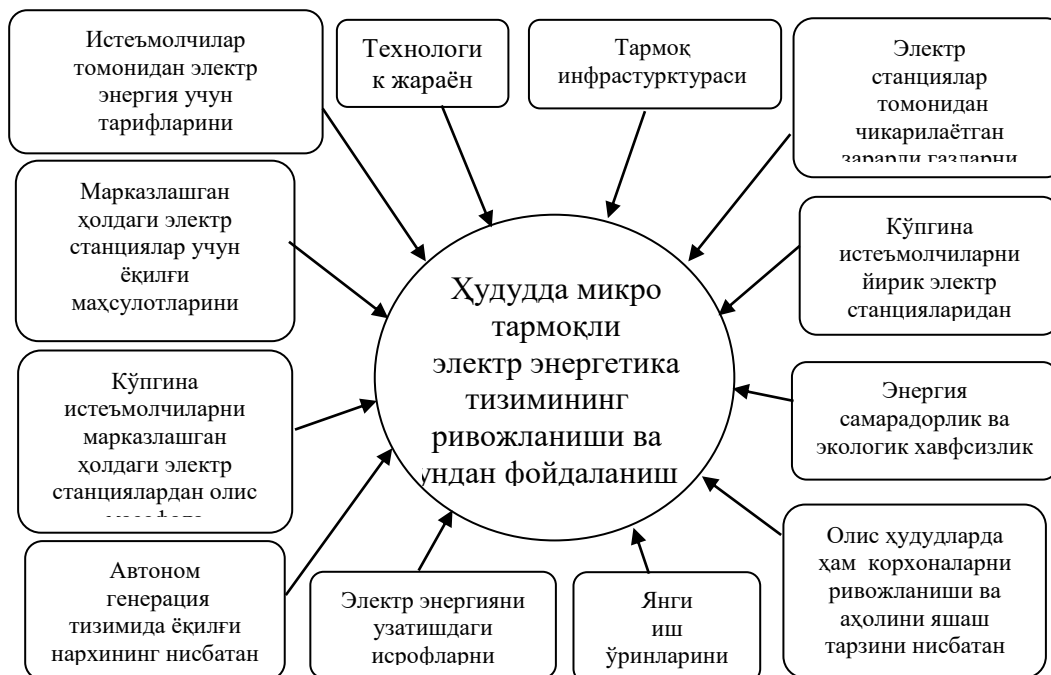 Истеъмолчилар
томонидан электр
энергия учун
тарифларини
Технологи
к жараён
Тармоқ
инфрастурктураси
Электр
станциялар
томонидан
чикарилаётган
зарарли газларни
Марказлашган
ҳолдаги электр
станциялар учун
ёқилғи
маҳсулотларини
Кўпгина
истеъмолчиларни
йирик электр
станцияларидан
Ҳудудда микро
тармоқли
электр энергетика
тизимининг
ривожланиши ва
ундан фойдаланиш
Кўпгина
истеъмолчиларни
марказлашган
ҳолдаги электр
станциялардан олис
Энергия
самарадорлик ва
экологик хавфсизлик
Автоном
генерация
тизимида ёқилғи
нархининг нисбатан
Электр энергияни
узатишдаги
исрофларни
Янги
иш
ўринларини
Олис ҳудудларда
ҳам корхоналарни
ривожланиши ва
аҳолини яшаш
тарзини нисбатан